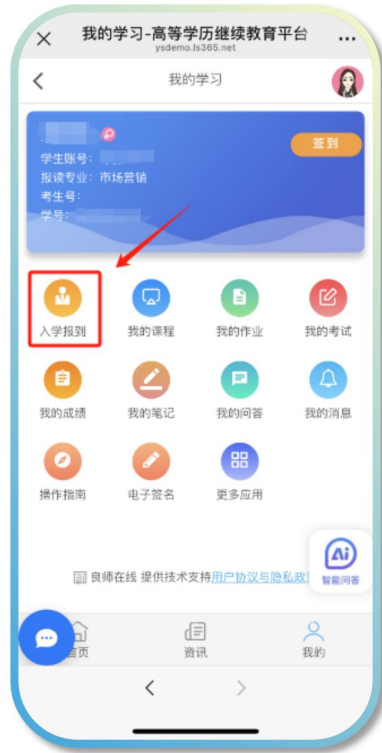 我的学习-高等学历继续教育平台
ysdemo.ls365.net
我的学习
签到
学生账号：
报读专业：市场营销
考生号：
学号：
入学报到 我的课程 我的作业 我的考试
我的成绩 我的笔记 我的问答 我的消息
操作指南 电子签名 更多应用
Ai
智能问答
良师在线 提供技术支持用户协议与隐私政
首页 资讯 我的